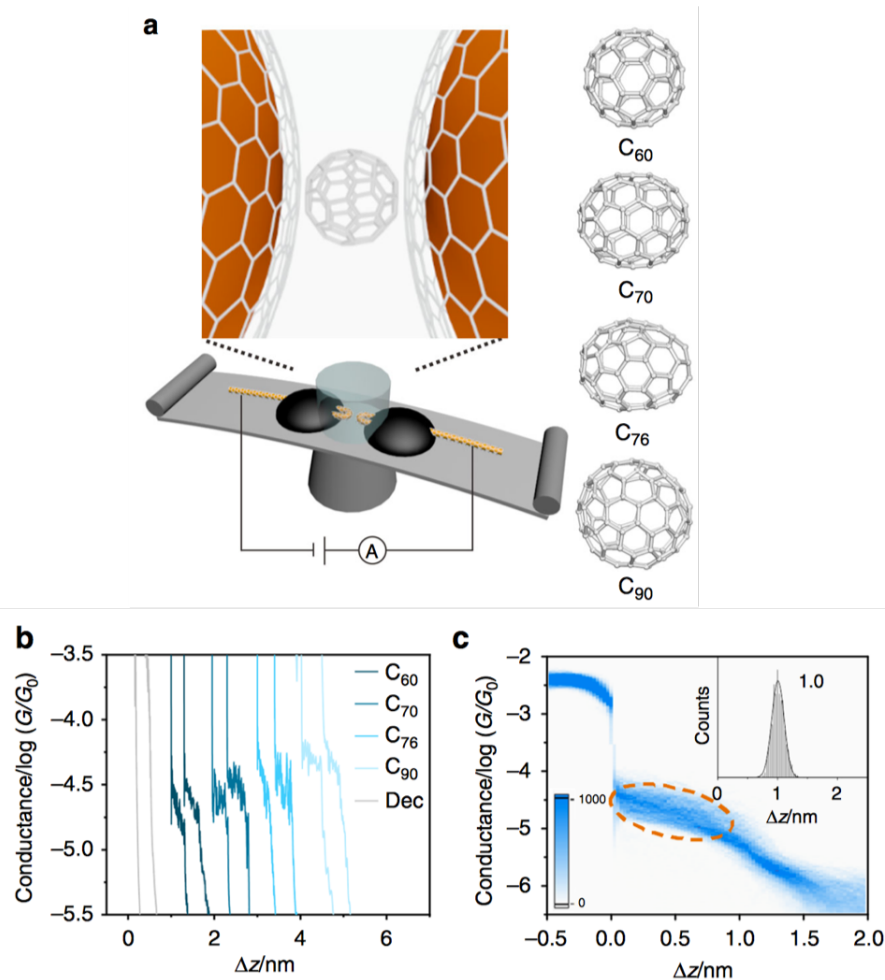 a
C60
C70
C76
C90
A
b
Conductance/log (G/G0)
−3.5
−4.0
−4.5
−5.0
−5.5
0
2
4
6
Δz/nm
C60
C70
C76
C90
Dec
c
Conductance/log (G/G0)
−2
−3
−4
−5
−6
−0.5
0.0
0.5
1.0
1.5
2.0
Δz/nm
1000
0
Counts
1.0
0
1
2
Δz/nm